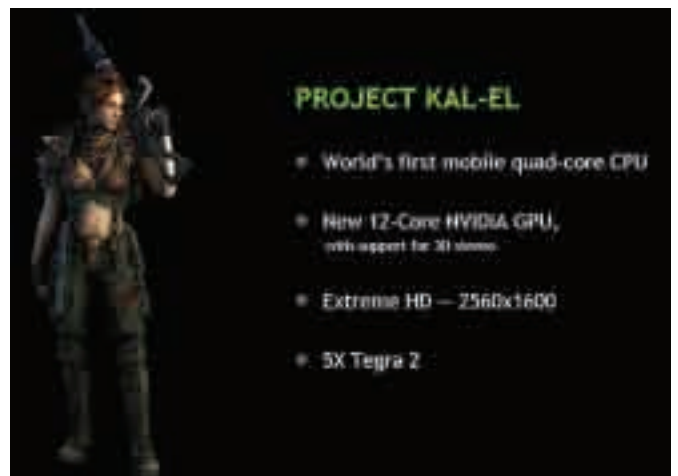 PROJECT KAL-EL
World's first mobile quad-core CPU
New 12-Core NVIDIA GPU,
with support for 3D stereo
Extreme HD — 2560x1600
5X Tegra 2